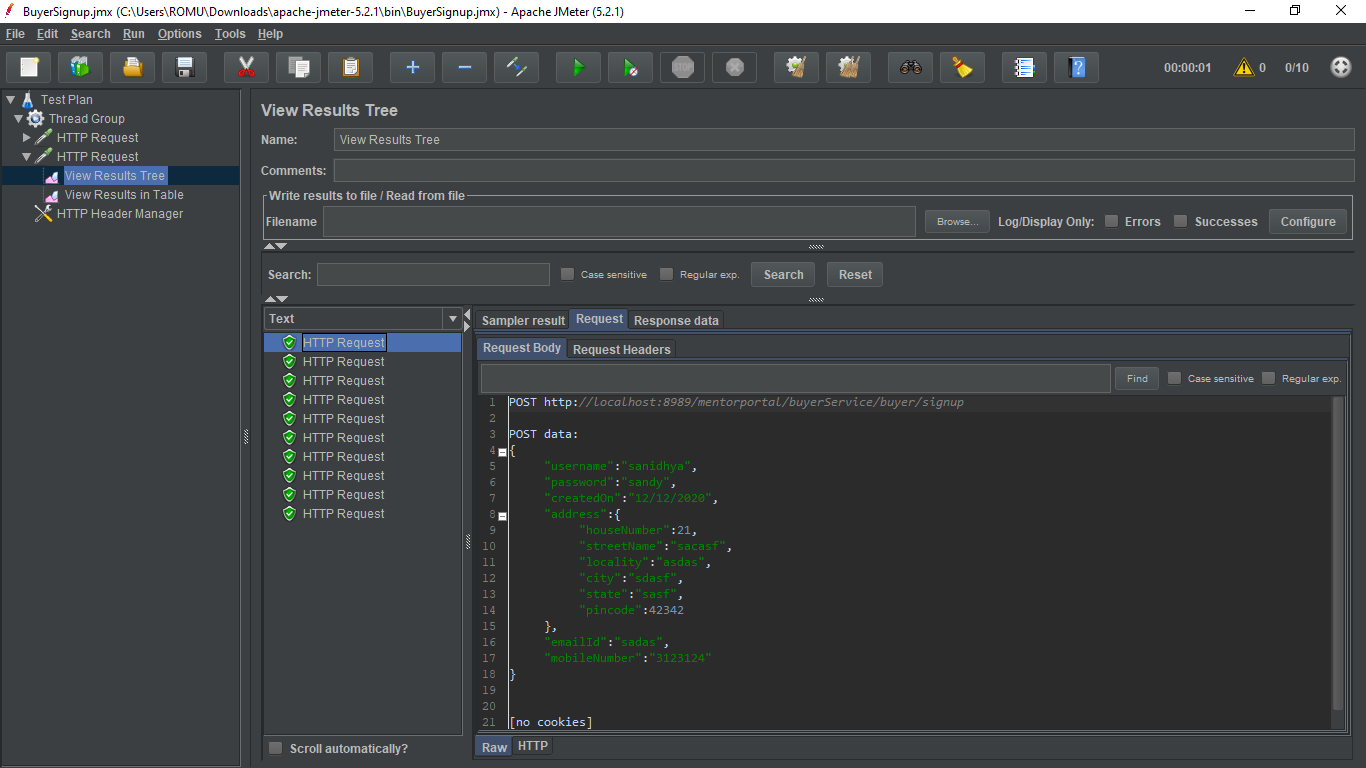 BuyerSignup.jmx (C:\Users\ROMU\Downloads\apache-jmeter-5.2.1\bin\BuyerSignup.jmx) - Apache JMeter (5.2.1)
File Edit Search Run Options Tools Help
STOP 00:00:01 0 0/10
Test Plan
Thread Group
HTTP Request
HTTP Request
View Results Tree
View Results in Table
HTTP Header Manager
View Results Tree
Name: View Results Tree
Comments:
Write results to file / Read from file
Filename Browse... Log/Display Only: Errors Successes Configure
Search: Case sensitive Regular exp. Search Reset
Text
HTTP Request
HTTP Request
HTTP Request
HTTP Request
HTTP Request
HTTP Request
HTTP Request
HTTP Request
HTTP Request
HTTP Request
Scroll automatically?
Sampler result Request Response data
Request Body Request Headers
Find Case sensitive Regular exp.
1 POST http://localhost:8989/mentorportal/buyerService/buyer/signup
2
3 POST data:
4 {
5 "username":"sanidhya",
6 "password":"sandy",
7 "createdOn":"12/12/2020",
8 "address":{
9 "houseNumber":21,
10 "streetName":"sacasf",
11 "locality":"asdas",
12 "city":"sdasf",
13 "state":"sasf",
14 "pincode":42342
15 },
16 "emailId":"sadas",
17 "mobileNumber":"3123124"
18 }
19
20
21 [no cookies]
Raw HTTP